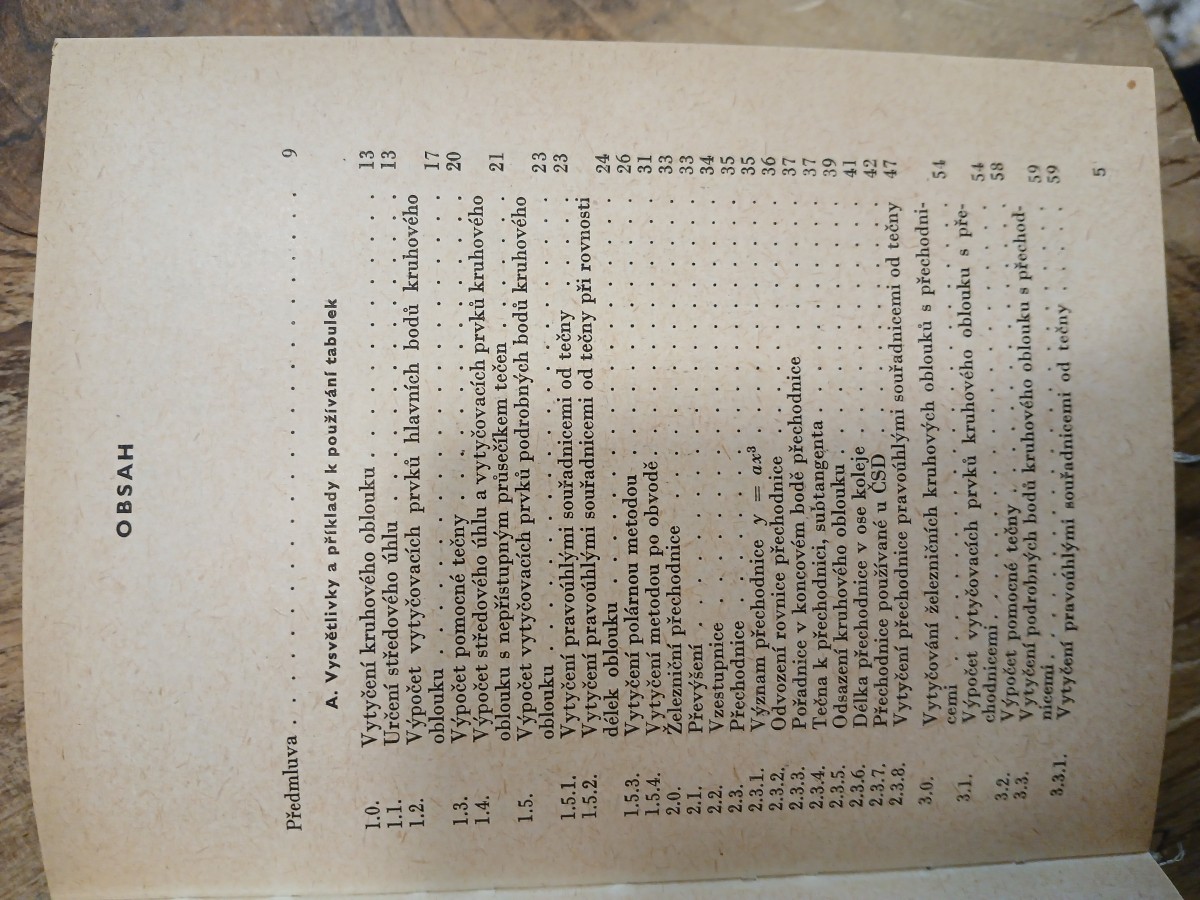 OBSAH
Předmluva . . . . . . . . . . . . . . . . . . . . . 9
A. Vysvětlivky a příklady k používání tabulek
1.0. Vytyčení kruhového oblouku . . . . . . . . . . . 13
1.1. Určení středového úhlu . . . . . . . . . . . . . 13
1.2. Výpočet vytyčovacích prvků hlavních bodů kruhového
oblouku . . . . . . . . . . . . . . . . . . 17
1.3. Výpočet pomocné tečny . . . . . . . . . . . . . 20
1.4. Výpočet středového úhlu a vytyčovacích prvků kruhového
oblouku s nepřístupným průsečíkem tečen . . . . . . 21
1.5. Výpočet vytyčovacích prvků podrobných bodů kruhového
oblouku . . . . . . . . . . . . . . . . . . 23
1.5.1. Vytyčení pravoúhlými souřadnicemi od tečny . . . . 23
1.5.2. Vytyčení pravoúhlými souřadnicemi od tečny při rovnosti
délek oblouku . . . . . . . . . . . . . . . . 24
1.5.3. Vytyčení polárnou metodou . . . . . . . . . . . 26
1.5.4. Vytyčení metodou po obvodě . . . . . . . . . . . 31
2.0. Železniční přechodnice . . . . . . . . . . . . . 33
2.1. Převýšení . . . . . . . . . . . . . . . . . 33
2.2. Vzestupnice . . . . . . . . . . . . . . . . 34
2.3. Přechodnice . . . . . . . . . . . . . . . . 35
2.3.1. Význam přechodnice y = ax³ . . . . . . . . . . 35
2.3.2. Odvození rovnice přechodnice . . . . . . . . . . 36
2.3.3. Pořadnice v koncovém bodě přechodnice . . . . . . 37
2.3.4. Tečna k přechodnici, subtangenta . . . . . . . . . 37
2.3.5. Odsazení kruhového oblouku . . . . . . . . . . . 39
2.3.6. Délka přechodnice v ose koleje . . . . . . . . . . 41
2.3.7. Přechodnice používané u ČSD . . . . . . . . . . 42
2.3.8. Vytyčení přechodnice pravoúhlými souřadnicemi od tečny 47
3.0. Vytyčování železničních kruhových oblouků s přechodni-
cemi . . . . . . . . . . . . . . . . . . . 54
3.1. Výpočet vytyčovacích prvků kruhového oblouku s pře-
chodnicemi . . . . . . . . . . . . . . . . . 54
3.2. Výpočet pomocné tečny . . . . . . . . . . . . . 58
3.3. Vytyčení podrobných bodů kruhového oblouku s přechod-
nicemi . . . . . . . . . . . . . . . . . . 59
3.3.1. Vytyčení pravoúhlými souřadnicemi od tečny . . . . . 59
5